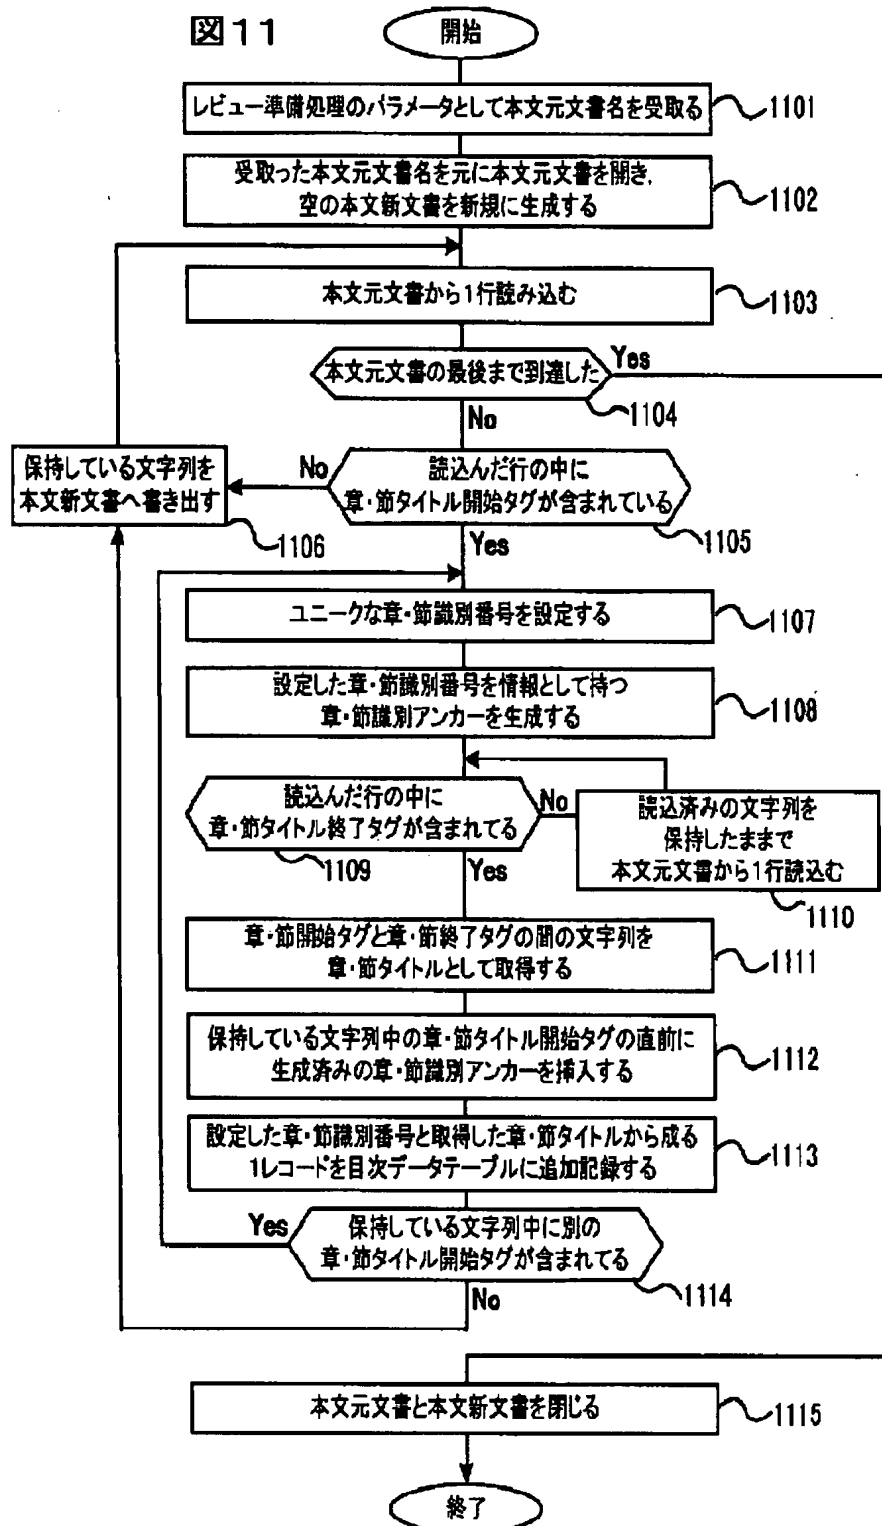 図11
開始
レビュー準備処理のパラメータとして本文元文書名を受取る
1101
受取った本文元文書名を元に本文元文書を開き,
空の本文新文書を新規に生成する
1102
本文元文書から1行読み込む
1103
本文元文書の最後まで到達した
Yes
1104
No
読込んだ行の中に
章・節タイトル開始タグが含まれている
No
1105
保持している文字列を
本文新文書へ書き出す
1106
Yes
ユニークな章・節識別番号を設定する
1107
設定した章・節識別番号を情報として持つ
章・節識別アンカーを生成する
1108
読込んだ行の中に
章・節タイトル終了タグが含まれてる
No
1109
読込済みの文字列を
保持したままで
本文元文書から1行読込む
1110
Yes
章・節開始タグと章・節終了タグの間の文字列を
章・節タイトルとして取得する
1111
保持している文字列中の章・節タイトル開始タグの直前に
生成済みの章・節識別アンカーを挿入する
1112
設定した章・節識別番号と取得した章・節タイトルから成る
1レコードを目次データテーブルに追加記録する
1113
Yes
保持している文字列中に別の
章・節タイトル開始タグが含まれてる
1114
No
本文元文書と本文新文書を閉じる
1115
終了